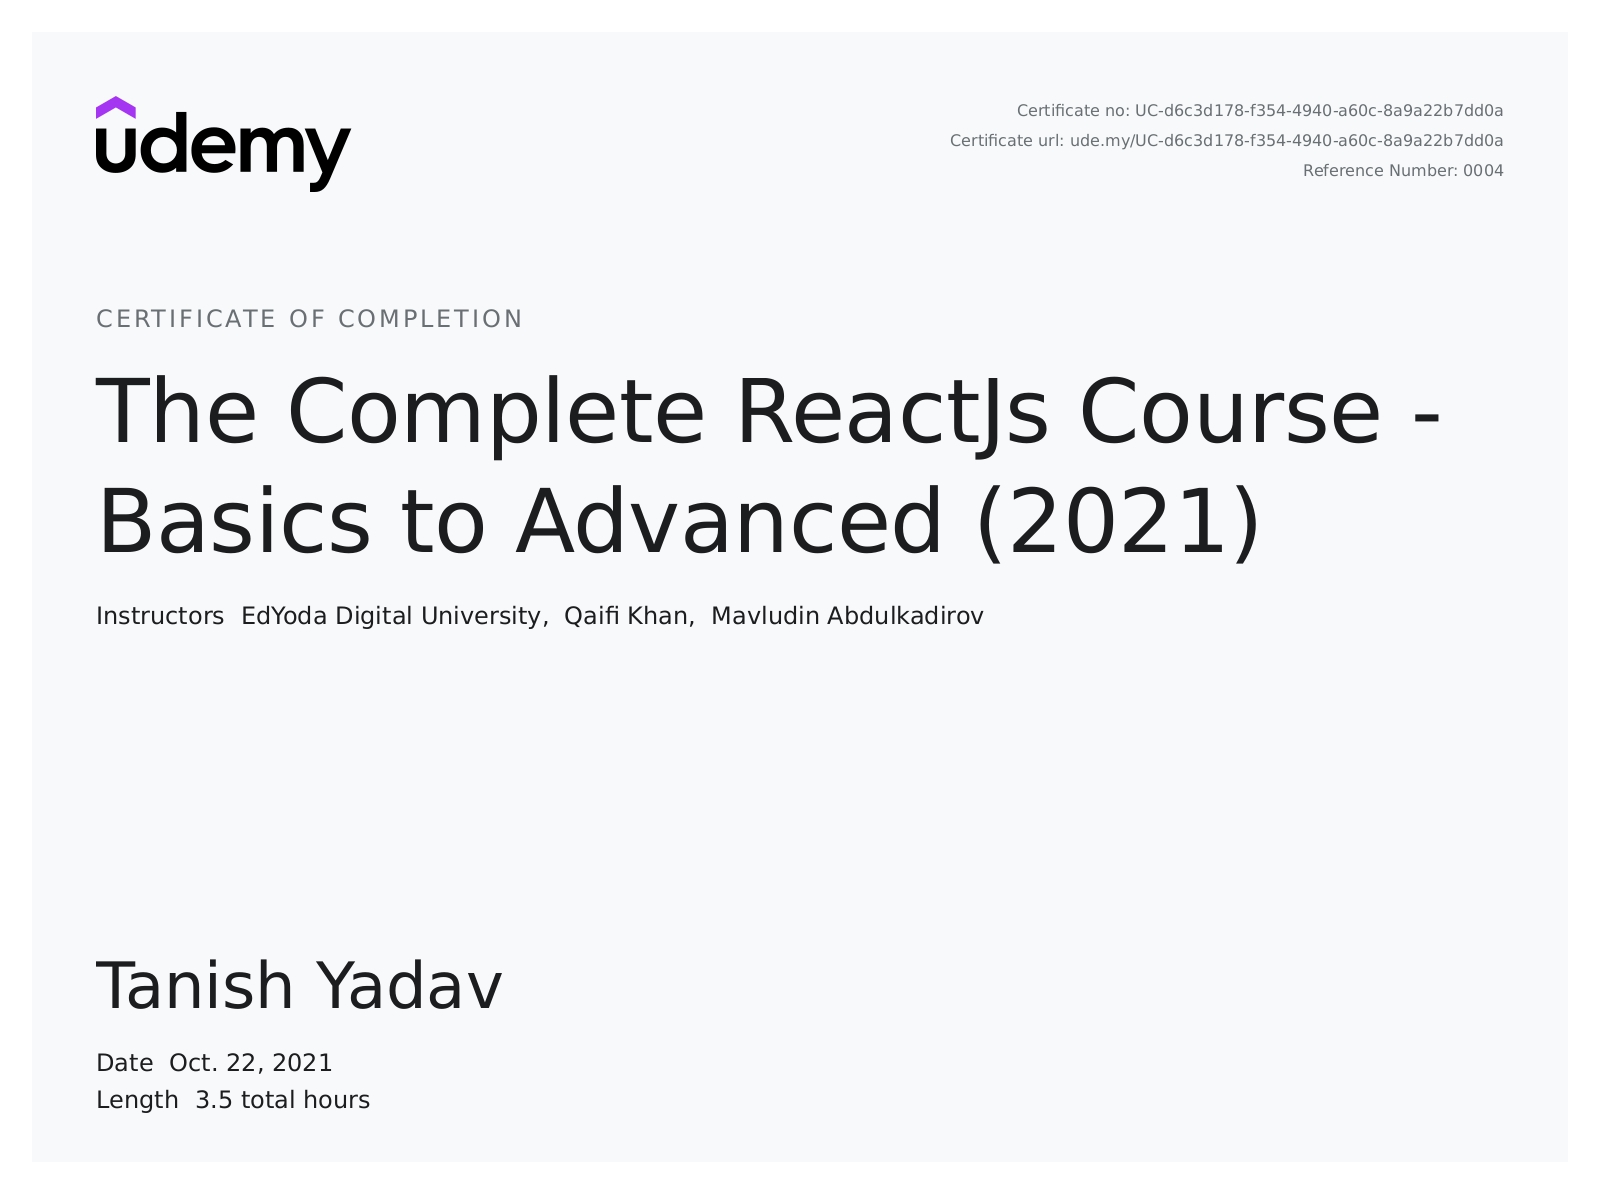 udemy
Certificate no: UC-d6c3d178-f354-4940-a60c-8a9a22b7dd0a
Certificate url: ude.my/UC-d6c3d178-f354-4940-a60c-8a9a22b7dd0a
Reference Number: 0004
CERTIFICATE OF COMPLETION
The Complete ReactJs Course -
Basics to Advanced (2021)
Instructors EdYoda Digital University, Qaifi Khan, Mavludin Abdulkadirov
Tanish Yadav
Date Oct. 22, 2021
Length 3.5 total hours